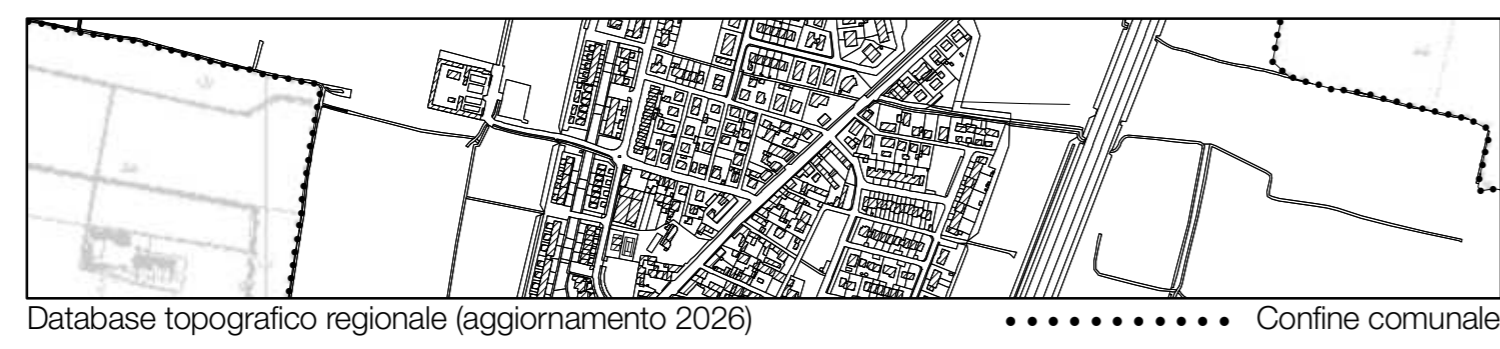 Database topografico regionale (aggiornamento 2026)
Confine comunale